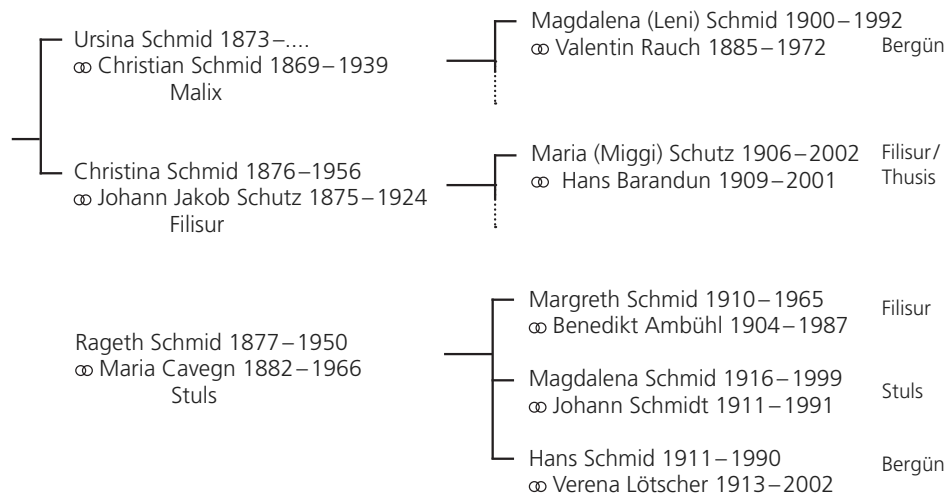 Ursina Schmid 1873–....
⚭ Christian Schmid 1869–1939
Malix
Magdalena (Leni) Schmid 1900–1992
⚭ Valentin Rauch 1885–1972 Bergün
Christina Schmid 1876–1956
⚭ Johann Jakob Schutz 1875–1924
Filisur
Maria (Miggi) Schutz 1906–2002 Filisur/
⚭ Hans Barandun 1909–2001 Thusis
Rageth Schmid 1877–1950
⚭ Maria Cavegn 1882–1966
Stuls
Margreth Schmid 1910–1965 Filisur
⚭ Benedikt Ambühl 1904–1987
Magdalena Schmid 1916–1999 Stuls
⚭ Johann Schmidt 1911–1991
Hans Schmid 1911–1990 Bergün
⚭ Verena Lötscher 1913–2002